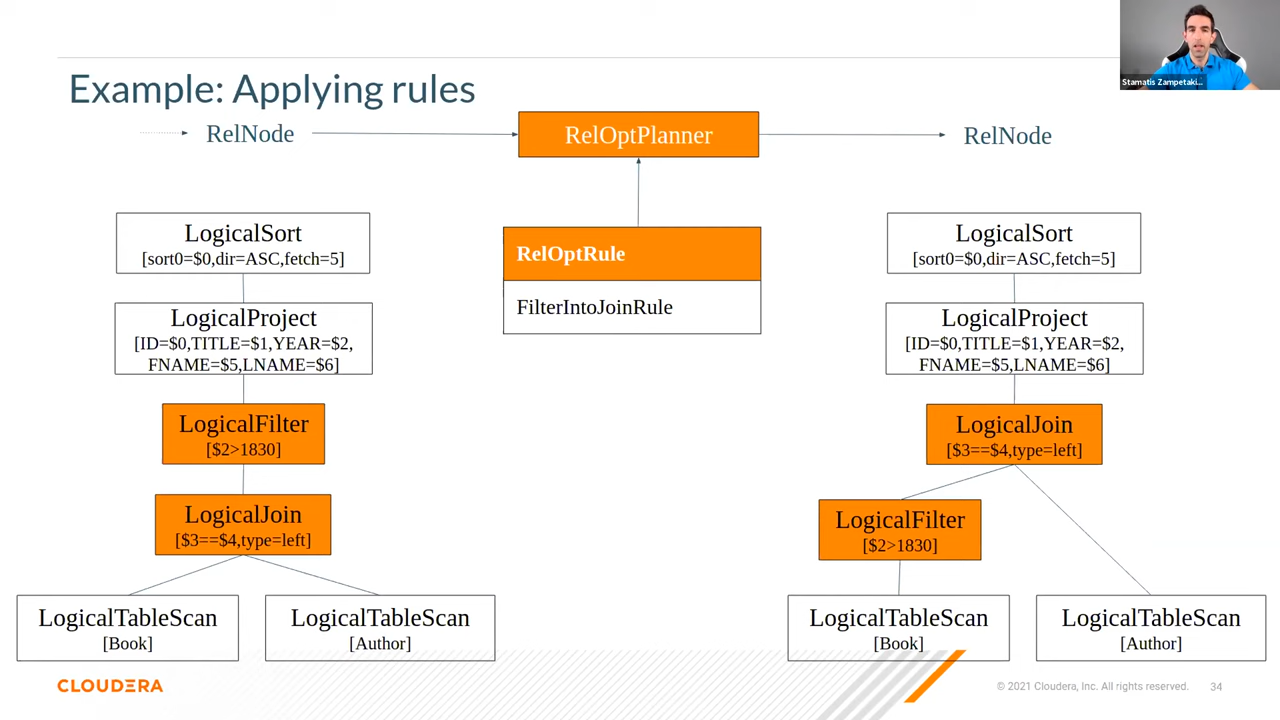 Stamatis Zampetaki...
Example: Applying rules
RelNode
RelOptPlanner
RelNode
LogicalSort
[sort0=$0,dir=ASC,fetch=5]
LogicalProject
[ID=$0,TITLE=$1,YEAR=$2,
FNAME=$5,LNAME=$6]
LogicalFilter
[$2>1830]
LogicalJoin
[$3==$4,type=left]
LogicalTableScan
[Book]
LogicalTableScan
[Author]
RelOptRule
FilterIntoJoinRule
LogicalSort
[sort0=$0,dir=ASC,fetch=5]
LogicalProject
[ID=$0,TITLE=$1,YEAR=$2,
FNAME=$5,LNAME=$6]
LogicalJoin
[$3==$4,type=left]
LogicalFilter
[$2>1830]
LogicalTableScan
[Book]
LogicalTableScan
[Author]
CLOUDERA
© 2021 Cloudera, Inc. All rights reserved.
34